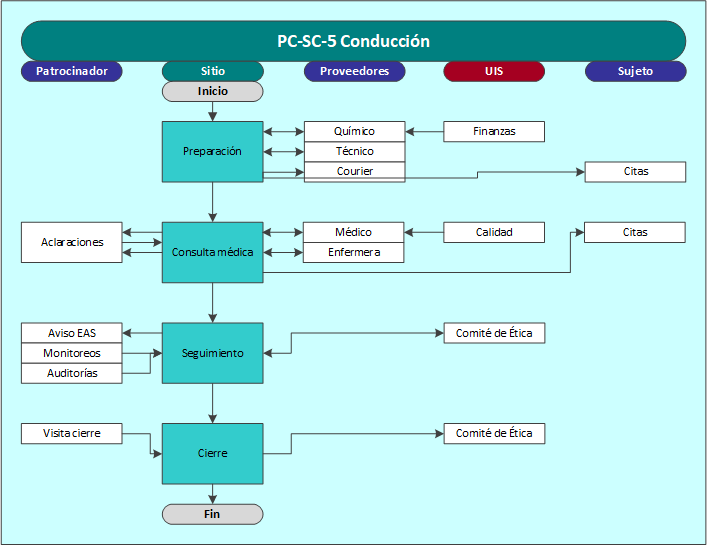 PC-SC-5 Conducción
Patrocinador
Sitio
Proveedores
UIS
Sujeto
Inicio
Preparación
Químico
Finanzas
Técnico
Courier
Citas
Aclaraciones
Consulta médica
Médico
Calidad
Citas
Enfermera
Aviso EAS
Monitoreos
Auditorías
Seguimiento
Comité de Ética
Visita cierre
Cierre
Comité de Ética
Fin